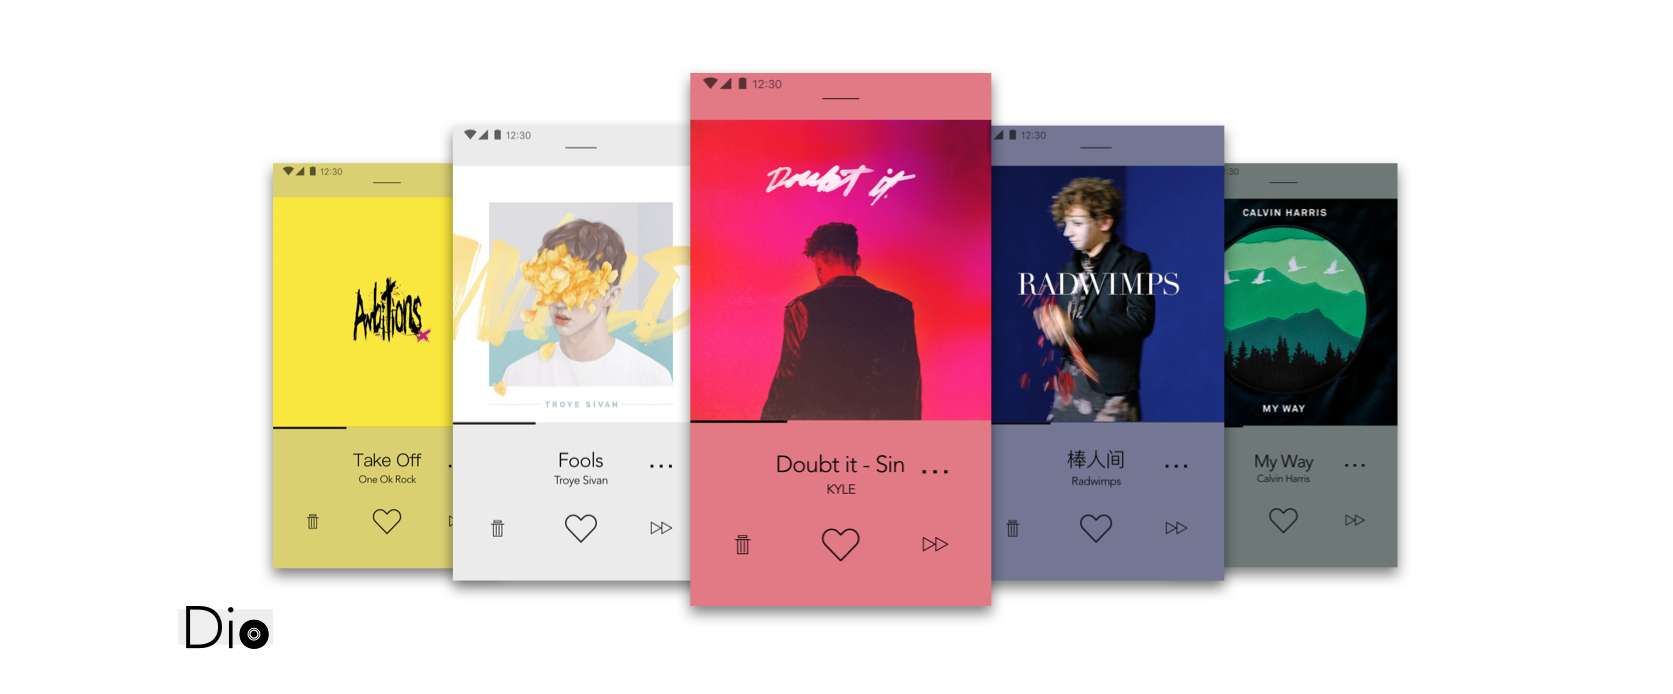 12:30
Ambitions
Take Off
One Ok Rock
12:30
WILD
TROYE SIVAN
Fools
Troye Sivan
12:30
Doubt it
Doubt it - Sin
KYLE
12:30
RADWIMPS
棒人间
Radwimps
:30
CALVIN HARRIS
MY WAY
My Way
Calvin Harris
Dio